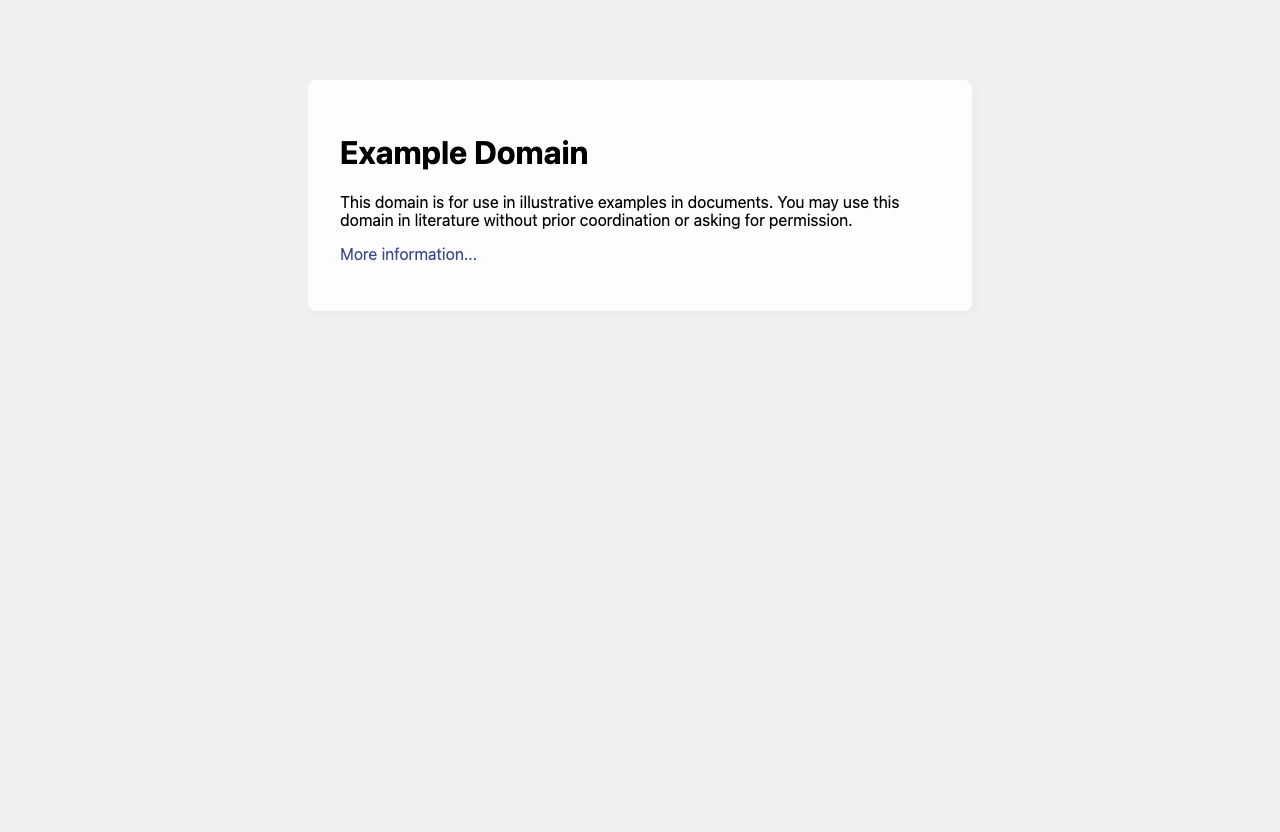 Example Domain
This domain is for use in illustrative examples in documents. You may use this
domain in literature without prior coordination or asking for permission.
More information...